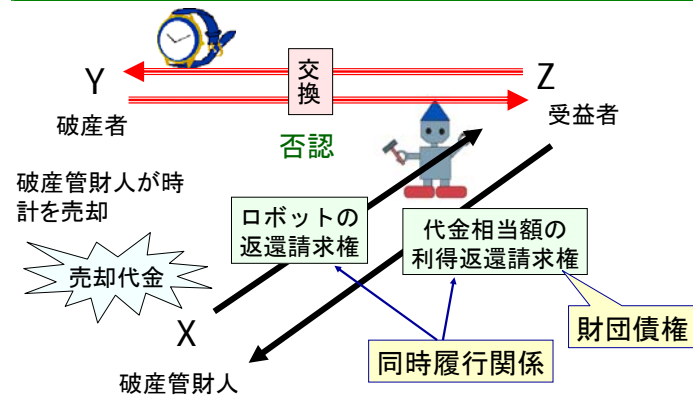 交
換
Y
Z
破産者
受益者
否認
破産管財人が時
計を売却
ロボットの
返還請求権
代金相当額の
利得返還請求権
売却代金
財団債権
X
同時履行関係
破産管財人